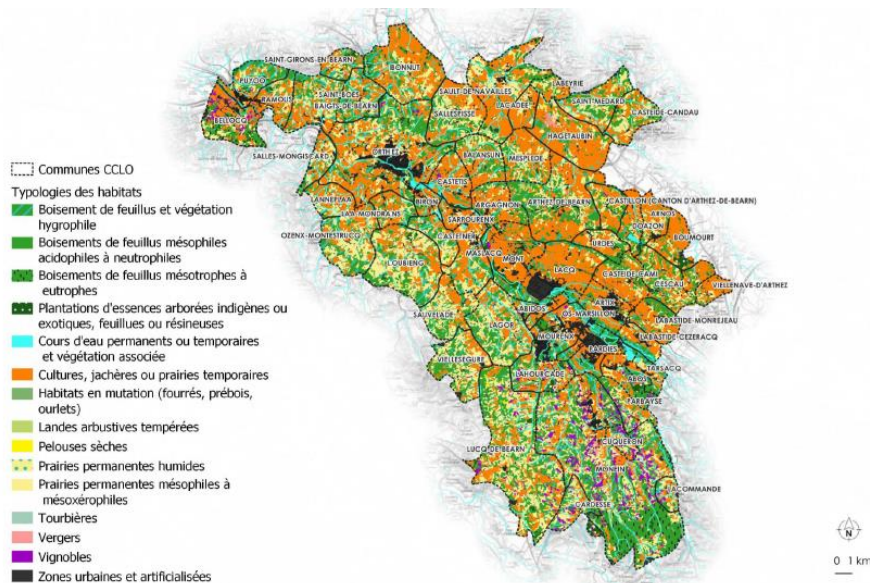 SAINT-GIRONS-EN-BEARN
BONNUT
PUYOO
LABEYRIE
RAMOUS
SAINT-BOES
SAULT-DE-NAVAILLES
BAIGTS-DE-BEARN
SALLESPISSE
LACADEE
SAINT-MEDARD
CASTEIDE-CANDAU
BELLOCQ
HAGETAUBIN
SALLES-MONGISCARD
ORTHEZ
BALANSUN
MESPLEDE
CASTETIS
LANNEPLAA
BIRON
ARGAGNON
ARTHEZ-DE-BEARN
CASTILLON (CANTON D'ARTHEZ-DE-BEARN)
LAA-MONDRANS
SARPOURENX
ARNOS
DOAZON
OZENX-MONTESTRUCQ
CASTETNER
URDES
BOUMOURT
MASLACQ
MONT
LOUBIENG
LACQ
CASTEIDE-CAMI
CESCAU
VIELLENAVE-D'ARTHEZ
ABIDOS
SAUVELADE
OS-MARSILLON
LABASTIDE-MONREJEAU
LAGOR
MOURENX
LABASTIDE-CEZERACQ
PARDIES
VIELLESEGURE
TARSACQ
LAHOURCADE
ABOS
PARBAYSE
CUQUERON
LUCQ-DE-BEARN
MONEIN
LACOMMANDE
CARDESSE
Communes CCLO
Typologies des habitats
Boisement de feuillus et végétation
hygrophile
Boisements de feuillus mésophiles
acidophiles à neutrophiles
Boisements de feuillus mésotrophes à
eutrophes
Plantations d'essences arborées indigènes ou
exotiques, feuillues ou résineuses
Cours d'eau permanents ou temporaires
et végétation associée
Cultures, jachères ou prairies temporaires
Habitats en mutation (fourrés, prébois,
ourlets)
Landes arbustives tempérées
Pelouses sèches
Prairies permanentes humides
Prairies permanentes mésophiles à
mésoxérophiles
Tourbières
Vergers
Vignobles
Zones urbaines et artificialisées
N
0 1 km